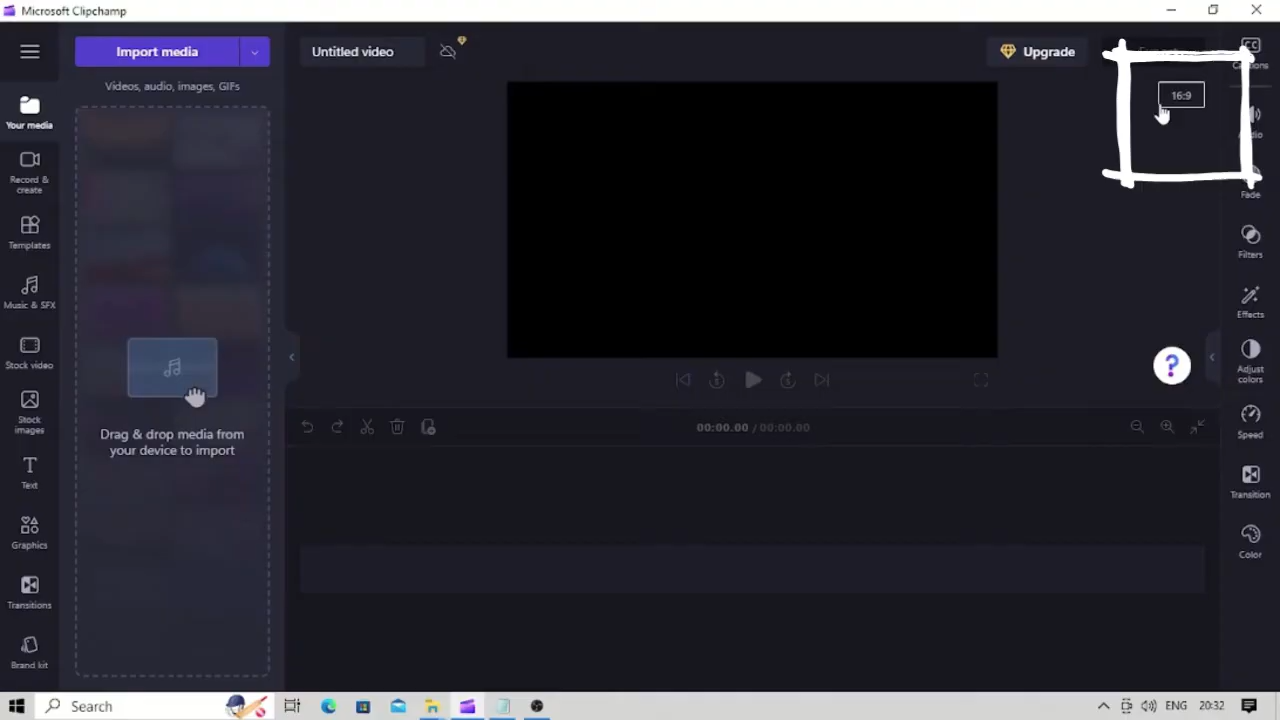 Microsoft Clipchamp
Import media
Untitled video
Upgrade
Videos, audio, images, GIFs
Your media
Record &
create
Templates
Music & SFX
Stock video
Stock
images
Text
Graphics
Transitions
Brand kit
Drag & drop media from
your device to import
16:9
?
00:00.00 / 00:00.00
CC
Captions
Fade
Filters
Effects
Adjust
colors
Speed
Transition
Color
Search
ENG
20:32